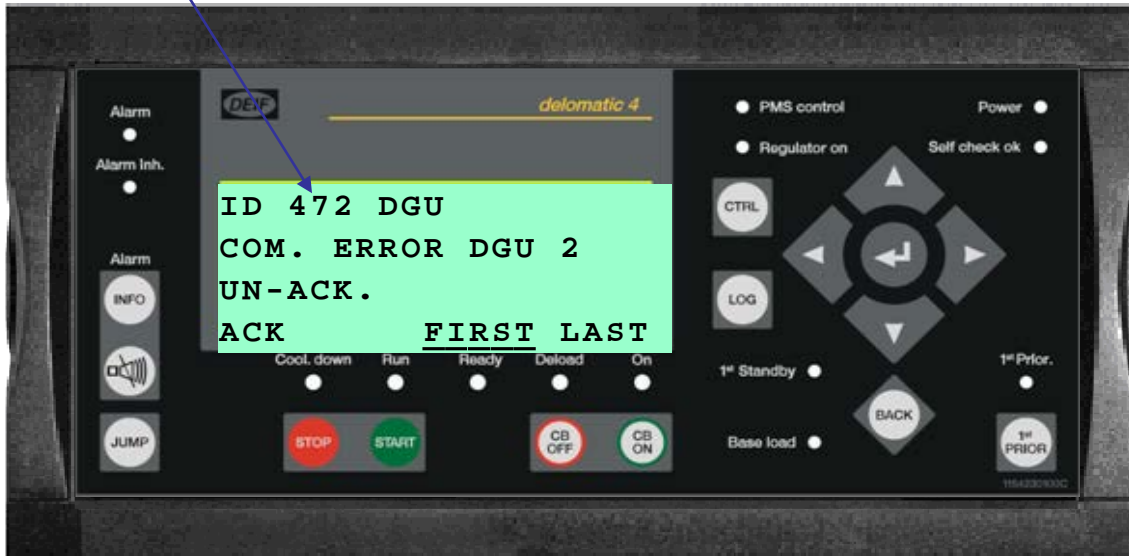 DEIF
delomatic 4
Alarm
Alarm Inh.
PMS control
Power
Regulator on
Self check ok
ID 472 DGU
COM. ERROR DGU 2
UN-ACK.
ACK FIRST LAST
CTRL
LOG
Alarm
INFO
JUMP
Cool. down Run Ready Deload On
STOP START CB OFF CB ON
1st Standby
1st Prior.
BACK
Base load
1st PRIOR